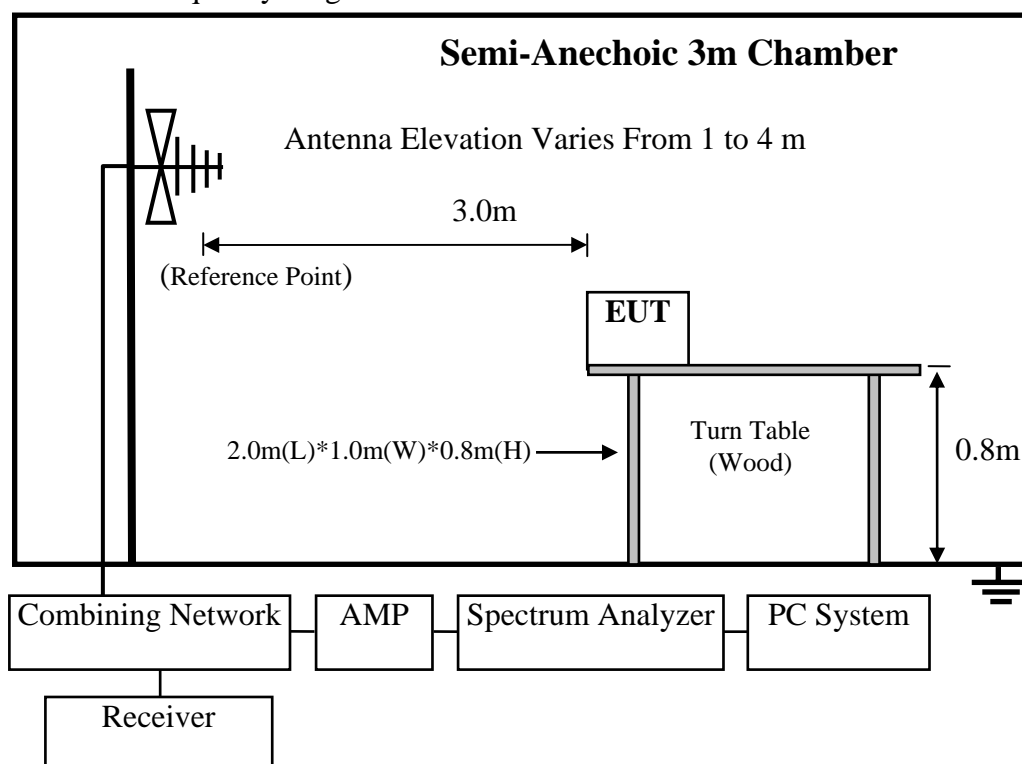 Semi-Anechoic 3m Chamber
Antenna Elevation Varies From 1 to 4 m
3.0m
(Reference Point)
EUT
2.0m(L)*1.0m(W)*0.8m(H)
Turn Table
(Wood)
0.8m
Combining Network
AMP
Spectrum Analyzer
PC System
Receiver